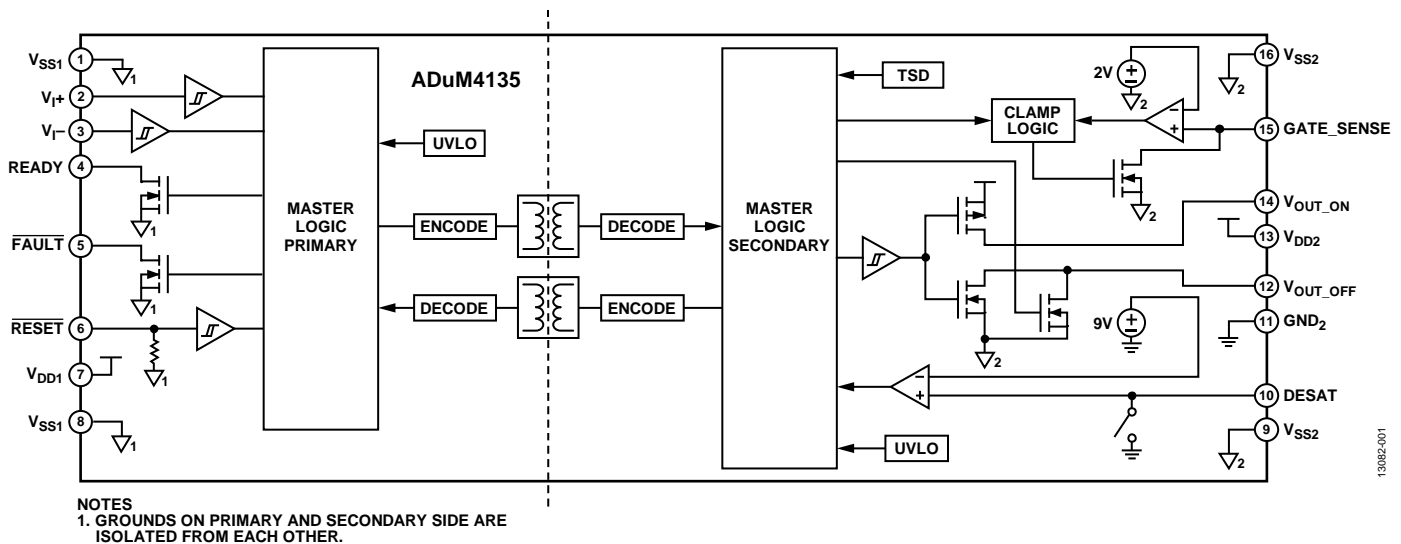 ADuM4135
VSS1 1
VI+ 2
VI− 3
READY 4
FAULT 5
RESET 6
VDD1 7
VSS1 8
1
1
1
1
1
UVLO
MASTER
LOGIC
PRIMARY
ENCODE
DECODE
DECODE
ENCODE
MASTER
LOGIC
SECONDARY
TSD
CLAMP
LOGIC
2V
+
−
2
−
+
2
2
9V
+
−
−
+
UVLO
2
2
16 VSS2
15 GATE_SENSE
14 VOUT_ON
13 VDD2
12 VOUT_OFF
11 GND2
10 DESAT
9 VSS2
13082-001
NOTES
1. GROUNDS ON PRIMARY AND SECONDARY SIDE ARE
ISOLATED FROM EACH OTHER.